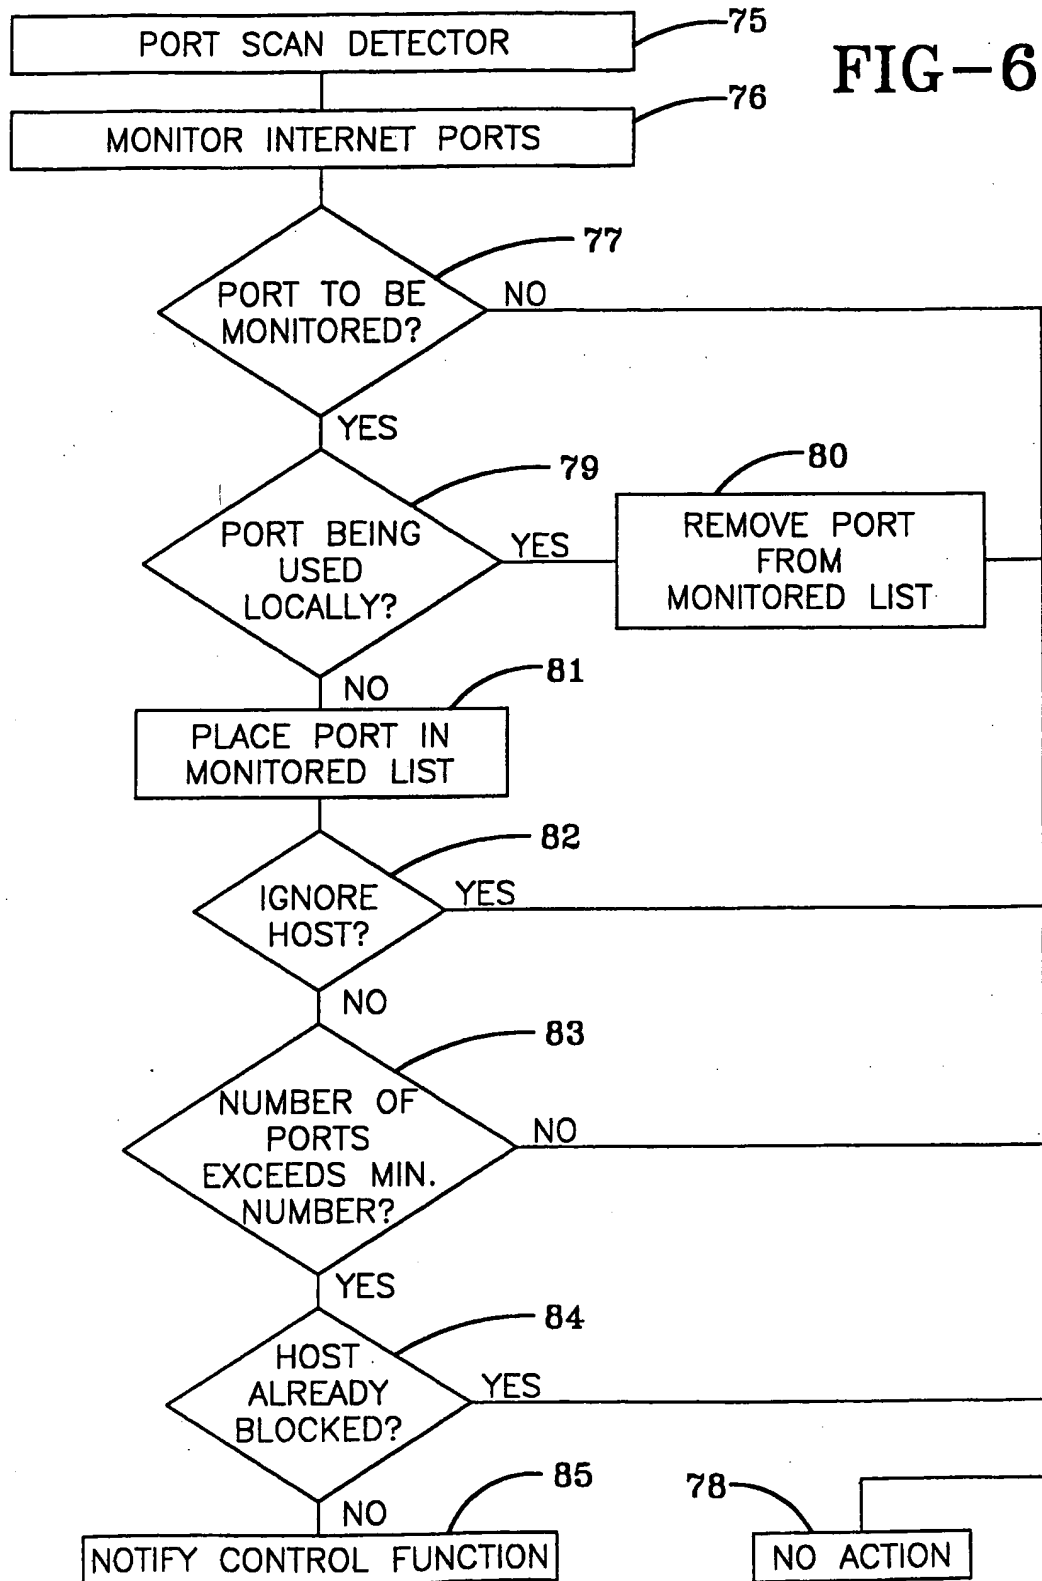 PORT SCAN DETECTOR
75
FIG-6
MONITOR INTERNET PORTS
76
77
PORT TO BE
MONITORED?
NO
YES
79
PORT BEING
USED
LOCALLY?
YES
80
REMOVE PORT
FROM
MONITORED LIST
NO
81
PLACE PORT IN
MONITORED LIST
82
IGNORE
HOST?
YES
NO
83
NUMBER OF
PORTS
EXCEEDS MIN.
NUMBER?
NO
YES
84
HOST
ALREADY
BLOCKED?
YES
NO
85
NOTIFY CONTROL FUNCTION
78
NO ACTION